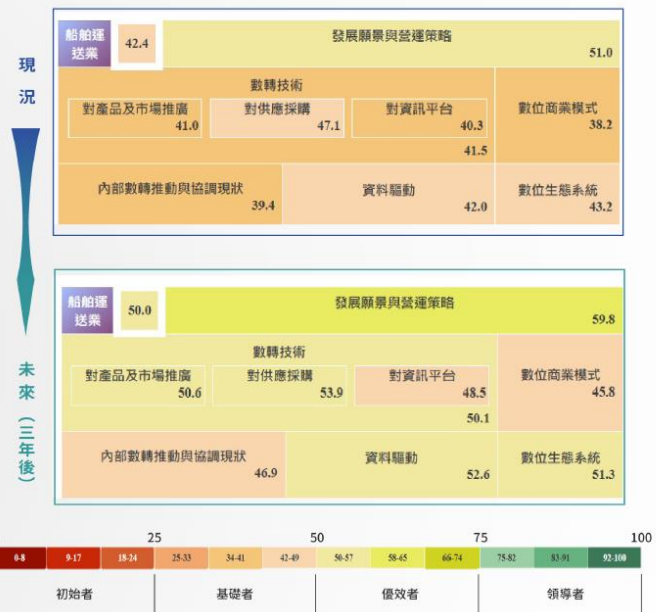 現況
船舶運送業
42.4
發展願景與營運策略
51.0
數轉技術
對產品及市場推廣
41.0
對供應採購
47.1
對資訊平台
40.3
41.5
數位商業模式
38.2
內部數轉推動與協調現狀
39.4
資料驅動
42.0
數位生態系統
43.2
未來（三年後）
船舶運送業
50.0
發展願景與營運策略
59.8
數轉技術
對產品及市場推廣
50.6
對供應採購
53.9
對資訊平台
48.5
50.1
數位商業模式
45.8
內部數轉推動與協調現狀
46.9
資料驅動
52.6
數位生態系統
51.3
25 50 75 100
0-8 9-17 18-24 25-33 34-41 42-49 50-57 58-65 66-74 75-82 83-91 92-100
初始者 基礎者 優效者 領導者